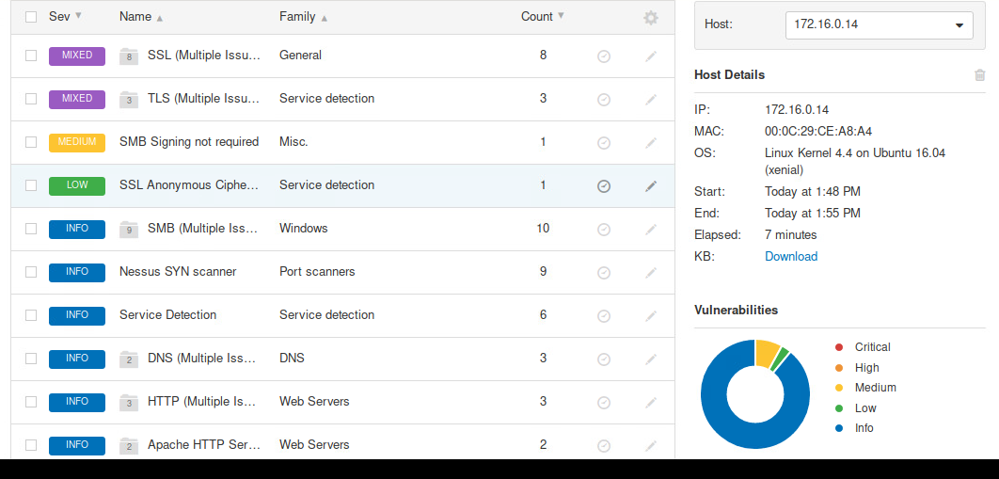 Sev Name Family Count
MIXED 8 SSL (Multiple Issu... General 8
MIXED 3 TLS (Multiple Issu... Service detection 3
MEDIUM SMB Signing not required Misc. 1
LOW SSL Anonymous Ciphe... Service detection 1
INFO 9 SMB (Multiple Iss... Windows 10
INFO Nessus SYN scanner Port scanners 9
INFO Service Detection Service detection 6
INFO 2 DNS (Multiple Iss... DNS 3
INFO 3 HTTP (Multiple Is... Web Servers 3
INFO 2 Apache HTTP Ser... Web Servers 2
Host: 172.16.0.14
Host Details
IP: 172.16.0.14
MAC: 00:0C:29:CE:A8:A4
OS: Linux Kernel 4.4 on Ubuntu 16.04
(xenial)
Start: Today at 1:48 PM
End: Today at 1:55 PM
Elapsed: 7 minutes
KB: Download
Vulnerabilities
Critical
High
Medium
Low
Info